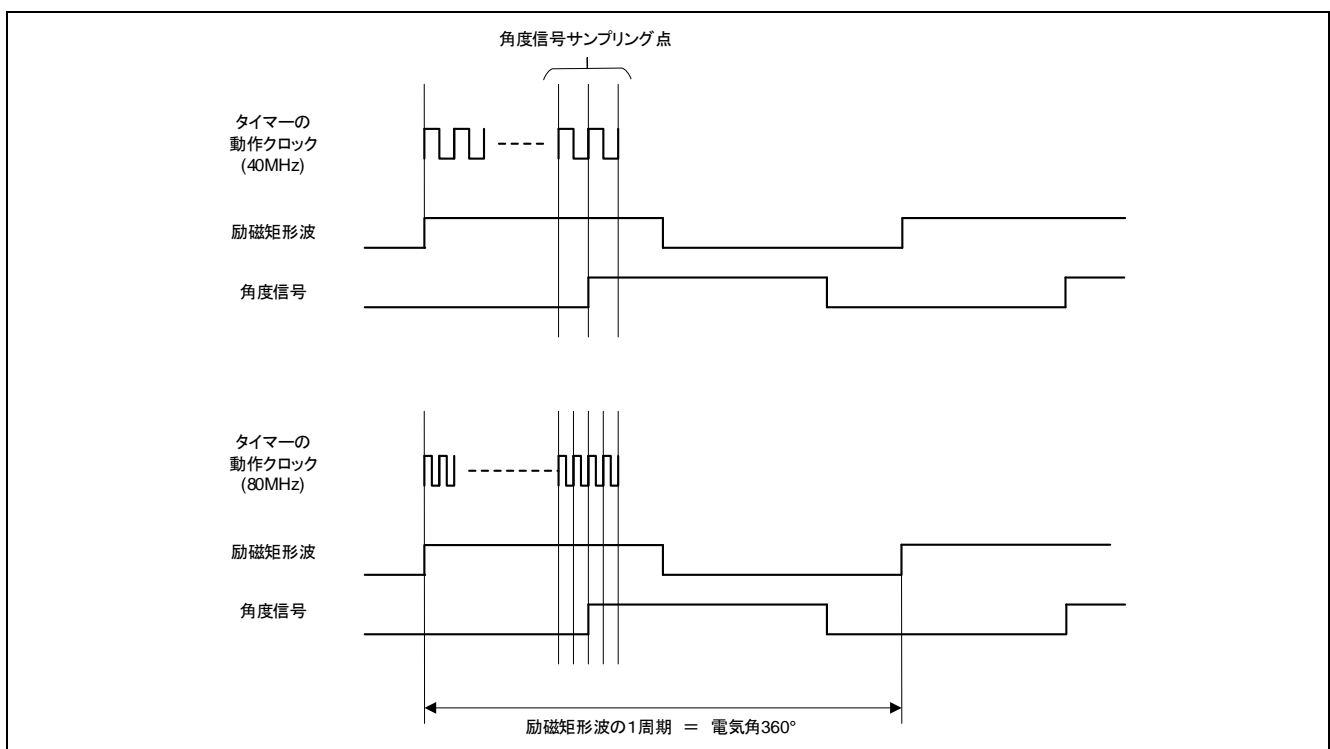 角度信号サンプリング点
タイマーの
動作クロック
(40MHz)
励磁矩形波
角度信号
タイマーの
動作クロック
(80MHz)
励磁矩形波
角度信号
励磁矩形波の1周期 = 電気角360°